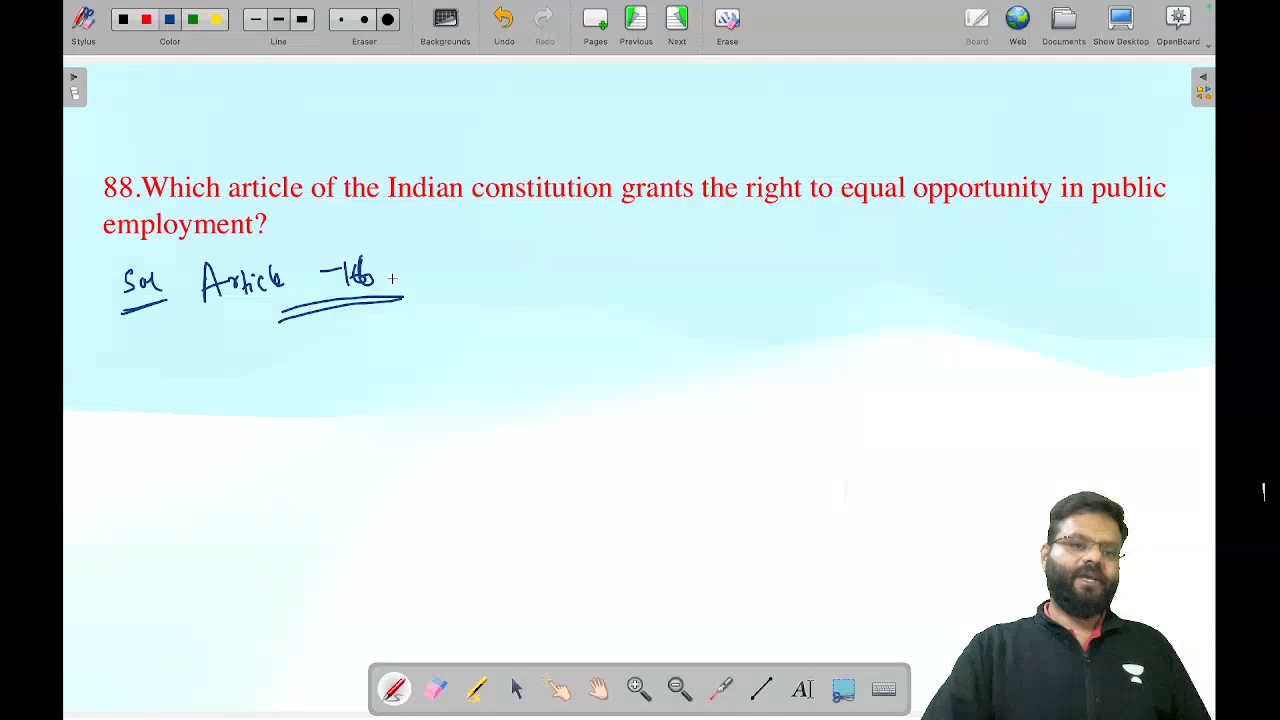 Stylus
Color
Line
Eraser
Backgrounds
Undo
Redo
Pages
Previous
Next
Erase
Board
Web
Documents
Show Desktop
OpenBoard
88.Which article of the Indian constitution grants the right to equal opportunity in public
employment?
Sol Article -16